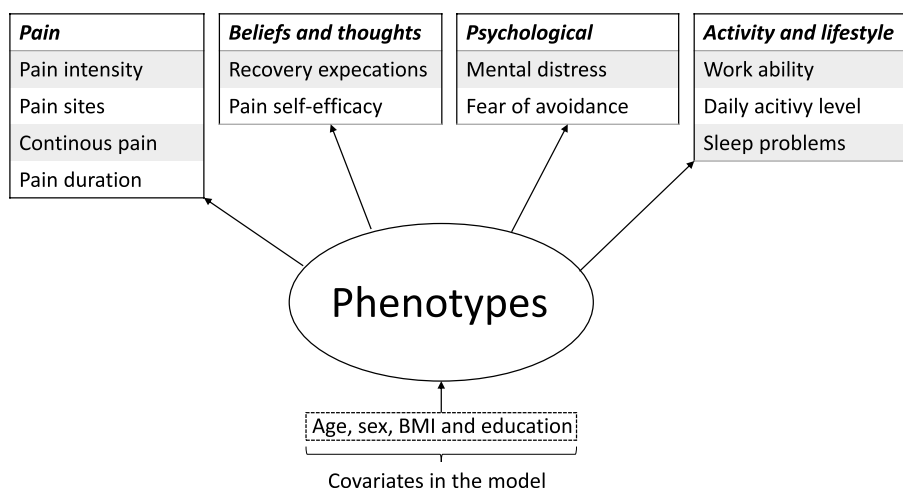 Pain
Pain intensity
Pain sites
Continous pain
Pain duration
Beliefs and thoughts
Recovery expecations
Pain self-efficacy
Psychological
Mental distress
Fear of avoidance
Activity and lifestyle
Work ability
Daily acitivy level
Sleep problems
Phenotypes
Age, sex, BMI and education
Covariates in the model